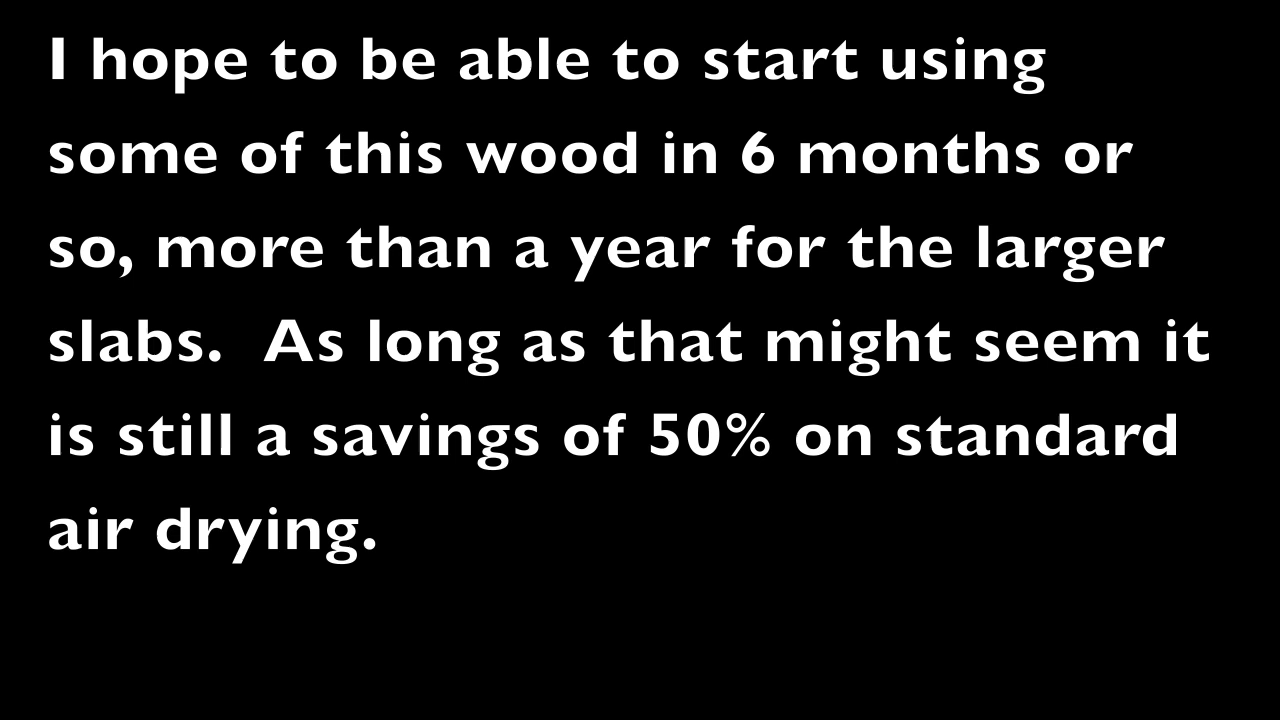 I hope to be able to start using
some of this wood in 6 months or
so, more than a year for the larger
slabs.  As long as that might seem it
is still a savings of 50% on standard
air drying.